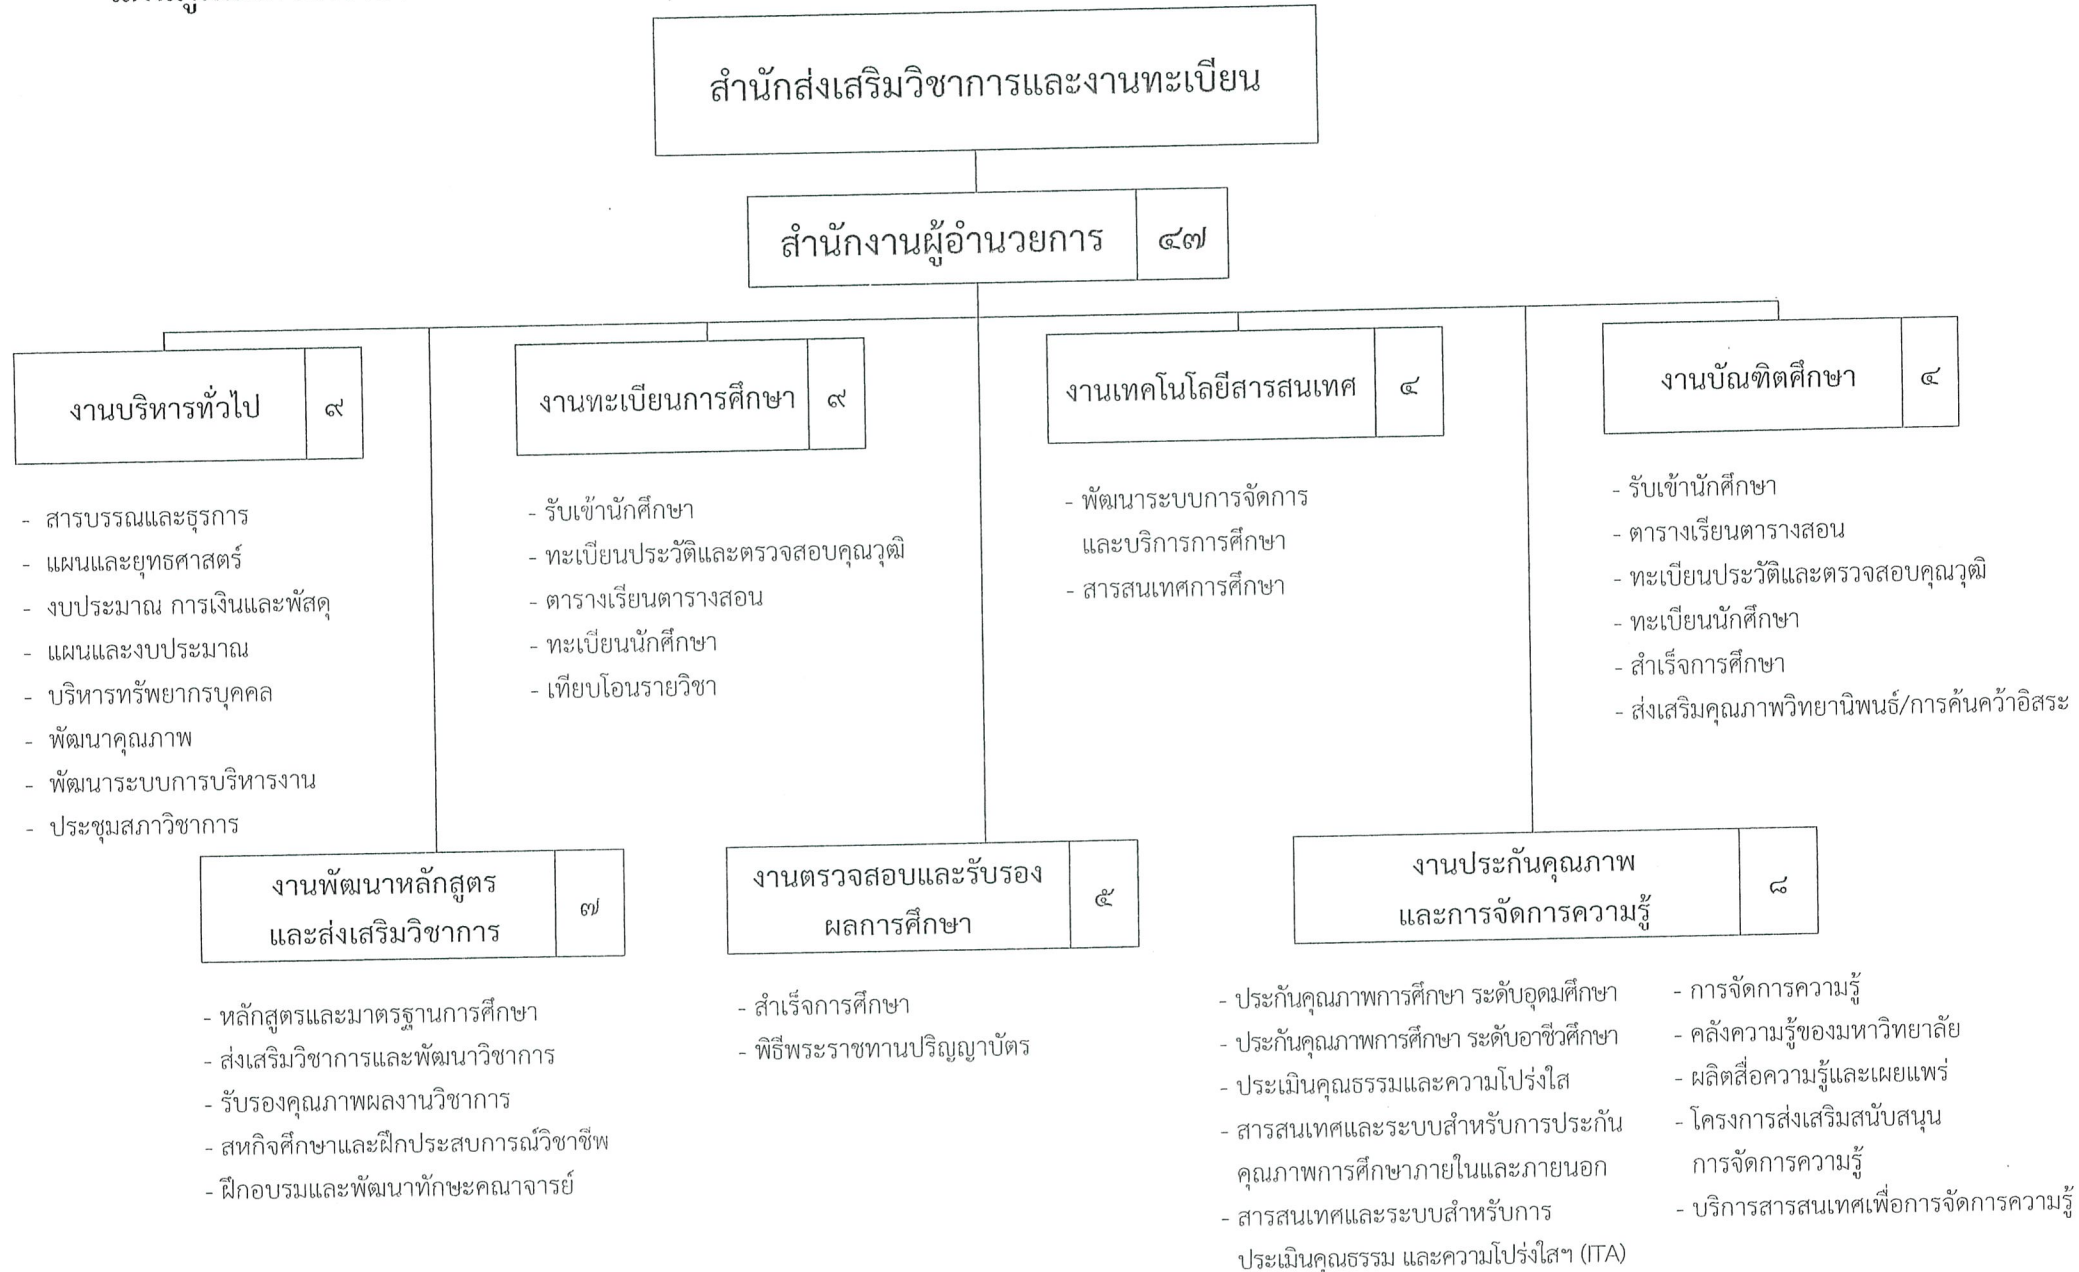 สำนักส่งเสริมวิชาการและงานทะเบียน
สำนักงานผู้อำนวยการ ๔๗
งานบริหารทั่วไป ๙
- สารบรรณและธุรการ
- แผนและยุทธศาสตร์
- งบประมาณ การเงินและพัสดุ
- แผนและงบประมาณ
- บริหารทรัพยากรบุคคล
- พัฒนาคุณภาพ
- พัฒนาระบบการบริหารงาน
- ประชุมสภาวิชาการ
งานทะเบียนการศึกษา ๙
- รับเข้านักศึกษา
- ทะเบียนประวัติและตรวจสอบคุณวุฒิ
- ตารางเรียนตารางสอน
- ทะเบียนนักศึกษา
- เทียบโอนรายวิชา
งานเทคโนโลยีสารสนเทศ ๔
- พัฒนาระบบการจัดการ
และบริการการศึกษา
- สารสนเทศการศึกษา
งานบัณฑิตศึกษา ๔
- รับเข้านักศึกษา
- ตารางเรียนตารางสอน
- ทะเบียนประวัติและตรวจสอบคุณวุฒิ
- ทะเบียนนักศึกษา
- สำเร็จการศึกษา
- ส่งเสริมคุณภาพวิทยานิพนธ์/การค้นคว้าอิสระ
งานพัฒนาหลักสูตร
และส่งเสริมวิชาการ ๗
- หลักสูตรและมาตรฐานการศึกษา
- ส่งเสริมวิชาการและพัฒนาวิชาการ
- รับรองคุณภาพผลงานวิชาการ
- สหกิจศึกษาและฝึกประสบการณ์วิชาชีพ
- ฝึกอบรมและพัฒนาทักษะคณาจารย์
งานตรวจสอบและรับรอง
ผลการศึกษา ๕
- สำเร็จการศึกษา
- พิธีพระราชทานปริญญาบัตร
งานประกันคุณภาพ
และการจัดการความรู้ ๘
- ประกันคุณภาพการศึกษา ระดับอุดมศึกษา
- ประกันคุณภาพการศึกษา ระดับอาชีวศึกษา
- ประเมินคุณธรรมและความโปร่งใส
- สารสนเทศและระบบสำหรับการประกัน
คุณภาพการศึกษาภายในและภายนอก
- สารสนเทศและระบบสำหรับการ
ประเมินคุณธรรม และความโปร่งใสฯ (ITA)
- การจัดการความรู้
- คลังความรู้ของมหาวิทยาลัย
- ผลิตสื่อความรู้และเผยแพร่
- โครงการส่งเสริมสนับสนุน
การจัดการความรู้
- บริการสารสนเทศเพื่อการจัดการความรู้